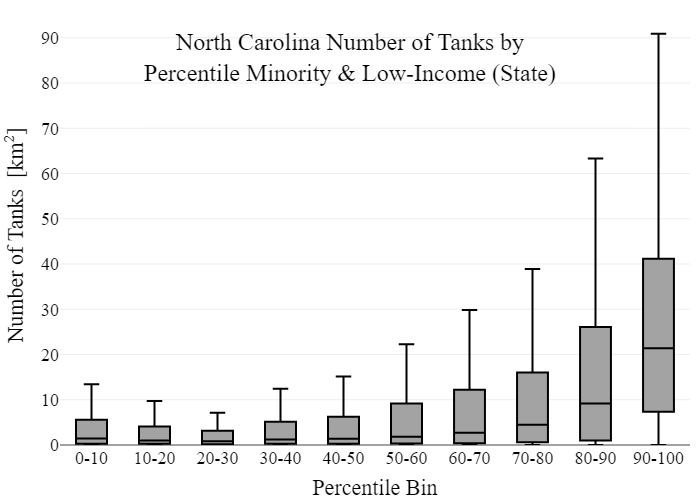 North Carolina Number of Tanks by
Percentile Minority & Low-Income (State)
Number of Tanks [km²]
90
80
70
60
50
40
30
20
10
0
0-10 10-20 20-30 30-40 40-50 50-60 60-70 70-80 80-90 90-100
Percentile Bin